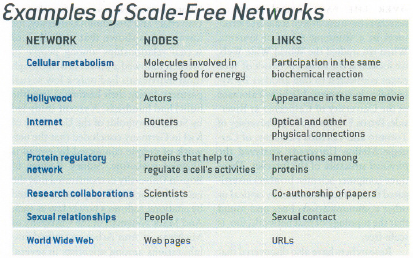 Examples of Scale-Free Networks
NETWORK NODES LINKS
Cellular metabolism Molecules involved in burning food for energy Participation in the same biochemical reaction
Hollywood Actors Appearance in the same movie
Internet Routers Optical and other physical connections
Protein regulatory network Proteins that help to regulate a cell's activities Interactions among proteins
Research collaborations Scientists Co-authorship of papers
Sexual relationships People Sexual contact
World Wide Web Web pages URLs